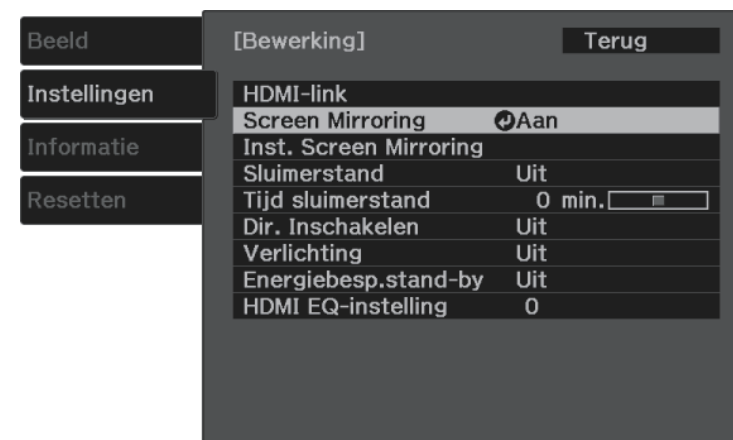 Beeld
Instellingen
Informatie
Resetten
[Bewerking] Terug
HDMI-link
Screen Mirroring Aan
Inst. Screen Mirroring
Sluimerstand Uit
Tijd sluimerstand 0 min.
Dir. Inschakelen Uit
Verlichting Uit
Energiebesp.stand-by Uit
HDMI EQ-instelling 0